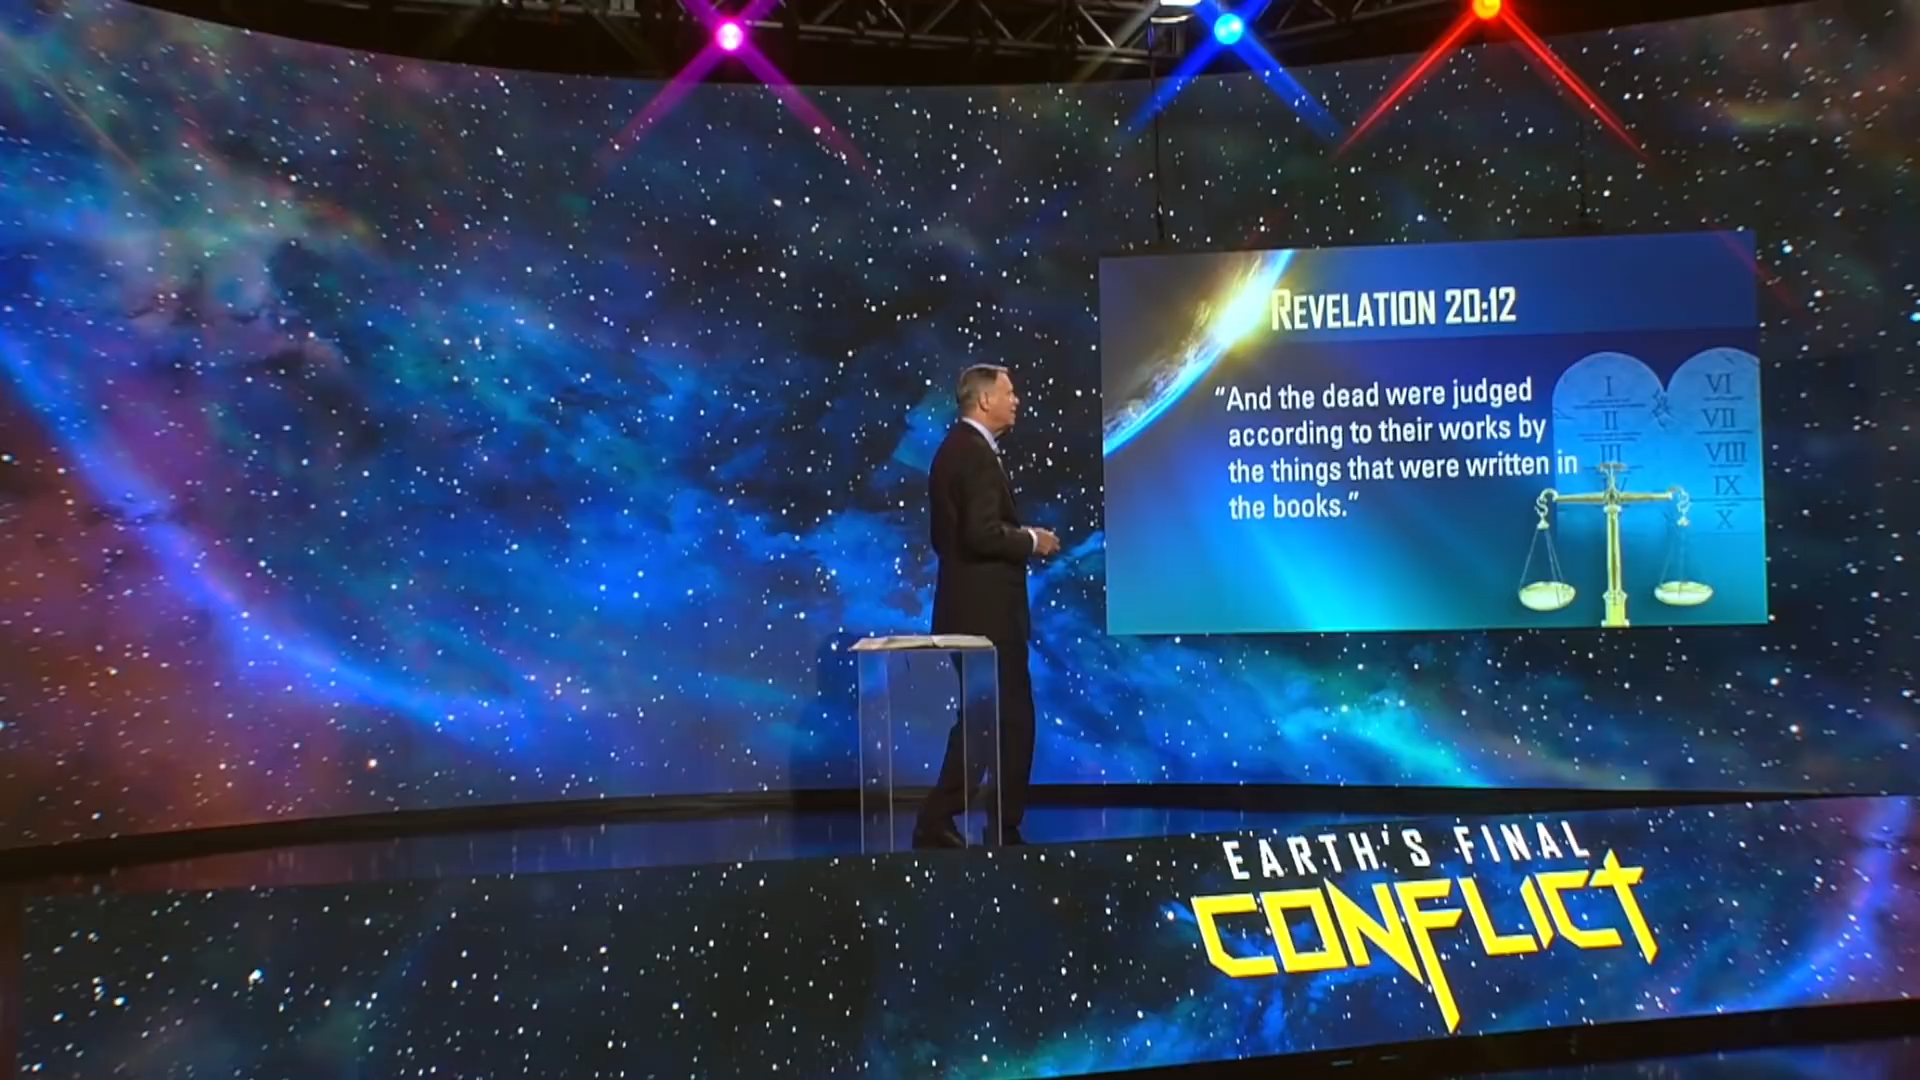 REVELATION 20:12
“And the dead were judged
according to their works by
the things that were written in
the books.”
I
II
III
VI
VII
VIII
IX
X
EARTH'S FINAL
CONFLICT